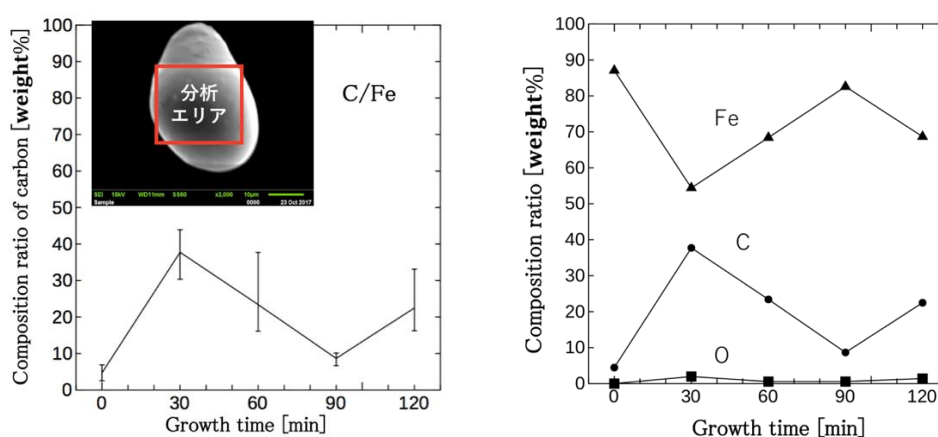 Composition ratio of carbon [weight%]
100
90
80
70
60
50
40
30
20
10
0
分析
エリア
C/Fe
SEI 15kV WD11mm SS60 x2,000 10μm
Sample 0000 23 Oct 2017
0 30 60 90 120
Growth time [min]
Composition ratio [weight%]
100
90
80
70
60
50
40
30
20
10
0
Fe
C
O
0 30 60 90 120
Growth time [min]